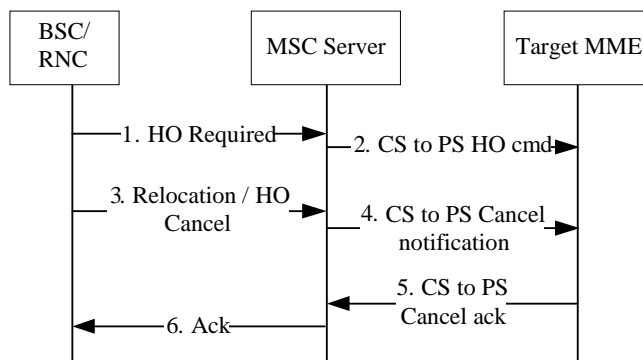 BSC/
RNC
MSC Server
Target MME
1. HO Required
2. CS to PS HO cmd
3. Relocation / HO
Cancel
4. CS to PS Cancel
notification
5. CS to PS
Cancel ack
6. Ack